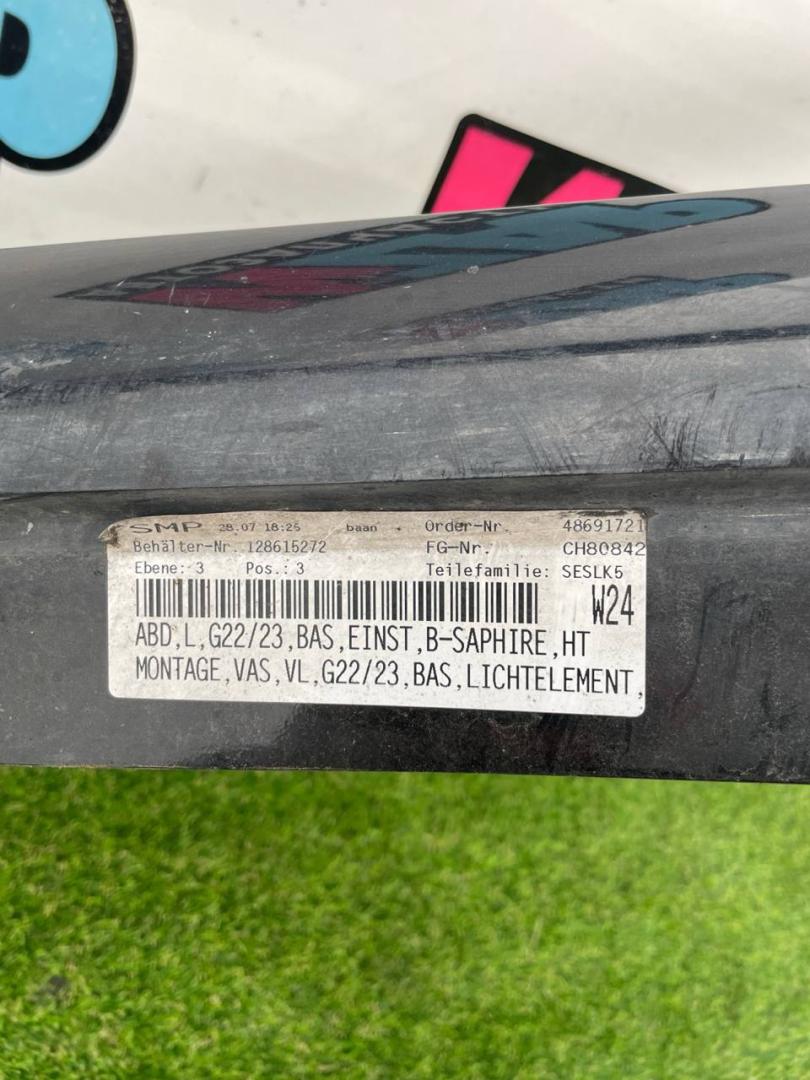 SMP 28.07 18:25 baan . Order-Nr. 48691721
Behälter-Nr. 128615272 FG-Nr. CH80842
Ebene: 3 Pos.: 3 Teilefamilie: SESLK5
W24
ABD,L,G22/23,BAS,EINST,B-SAPHIRE,HT
MONTAGE,VAS,VL,G22/23,BAS,LICHTELEMENT,